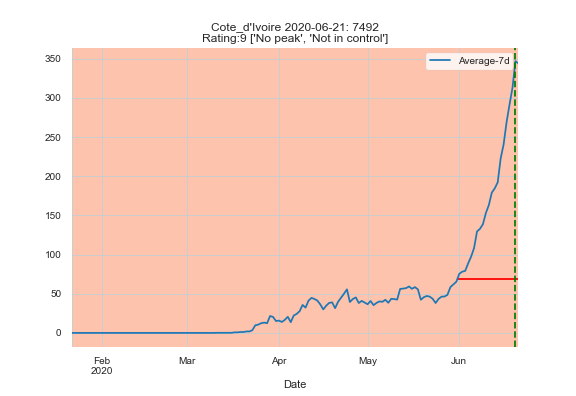 Cote_d'Ivoire 2020-06-21: 7492
Rating:9 ['No peak', 'Not in control']
Average-7d
350
300
250
200
150
100
50
0
Feb
2020
Mar
Apr
May
Jun
Date